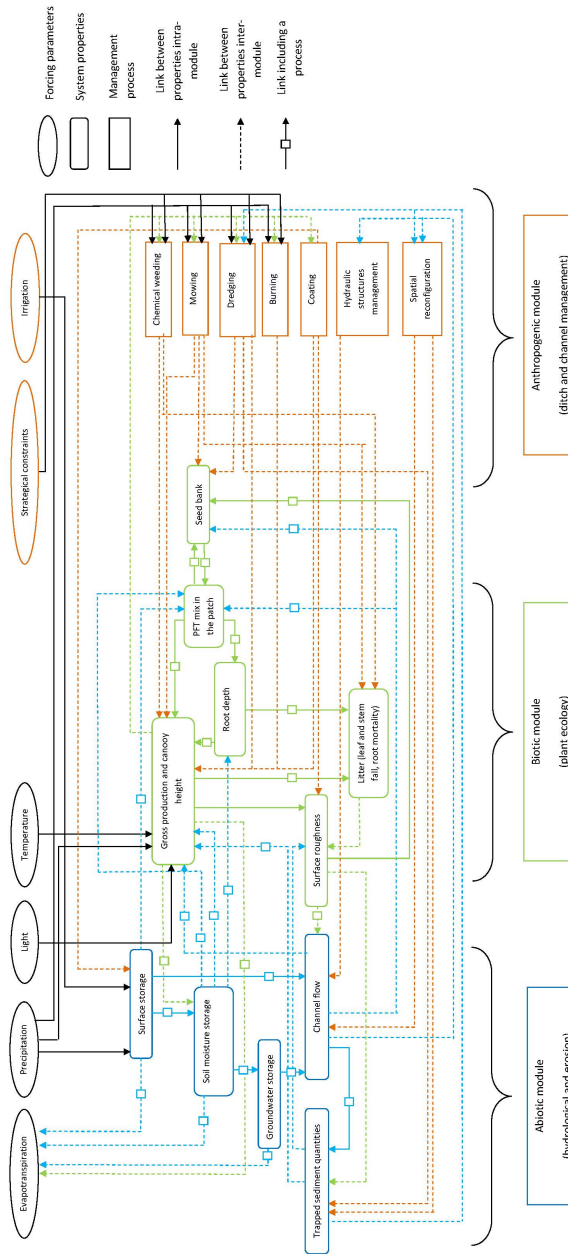 Evapotranspiration
Precipitation
Light
Temperature
Strategical constraints
Irrigation
Forcing parameters
System properties
Management
process
Link between
properties intra-
module
Link between
properties inter-
module
Link including a
process
Surface storage
Soil moisture storage
Groundwater storage
Channel flow
Trapped sediment quantities
Gross production and canopy
height
Root depth
PFT mix in
the patch
Seed bank
Surface roughness
Litter (leaf and stem
fall, root mortality)
Chemical weeding
Mowing
Dredging
Burning
Coating
Hydraulic
structures
management
Spatial
reconfiguration
Abiotic module
(hydrological and erosion)
Biotic module
(plant ecology)
Anthropogenic module
(ditch and channel management)